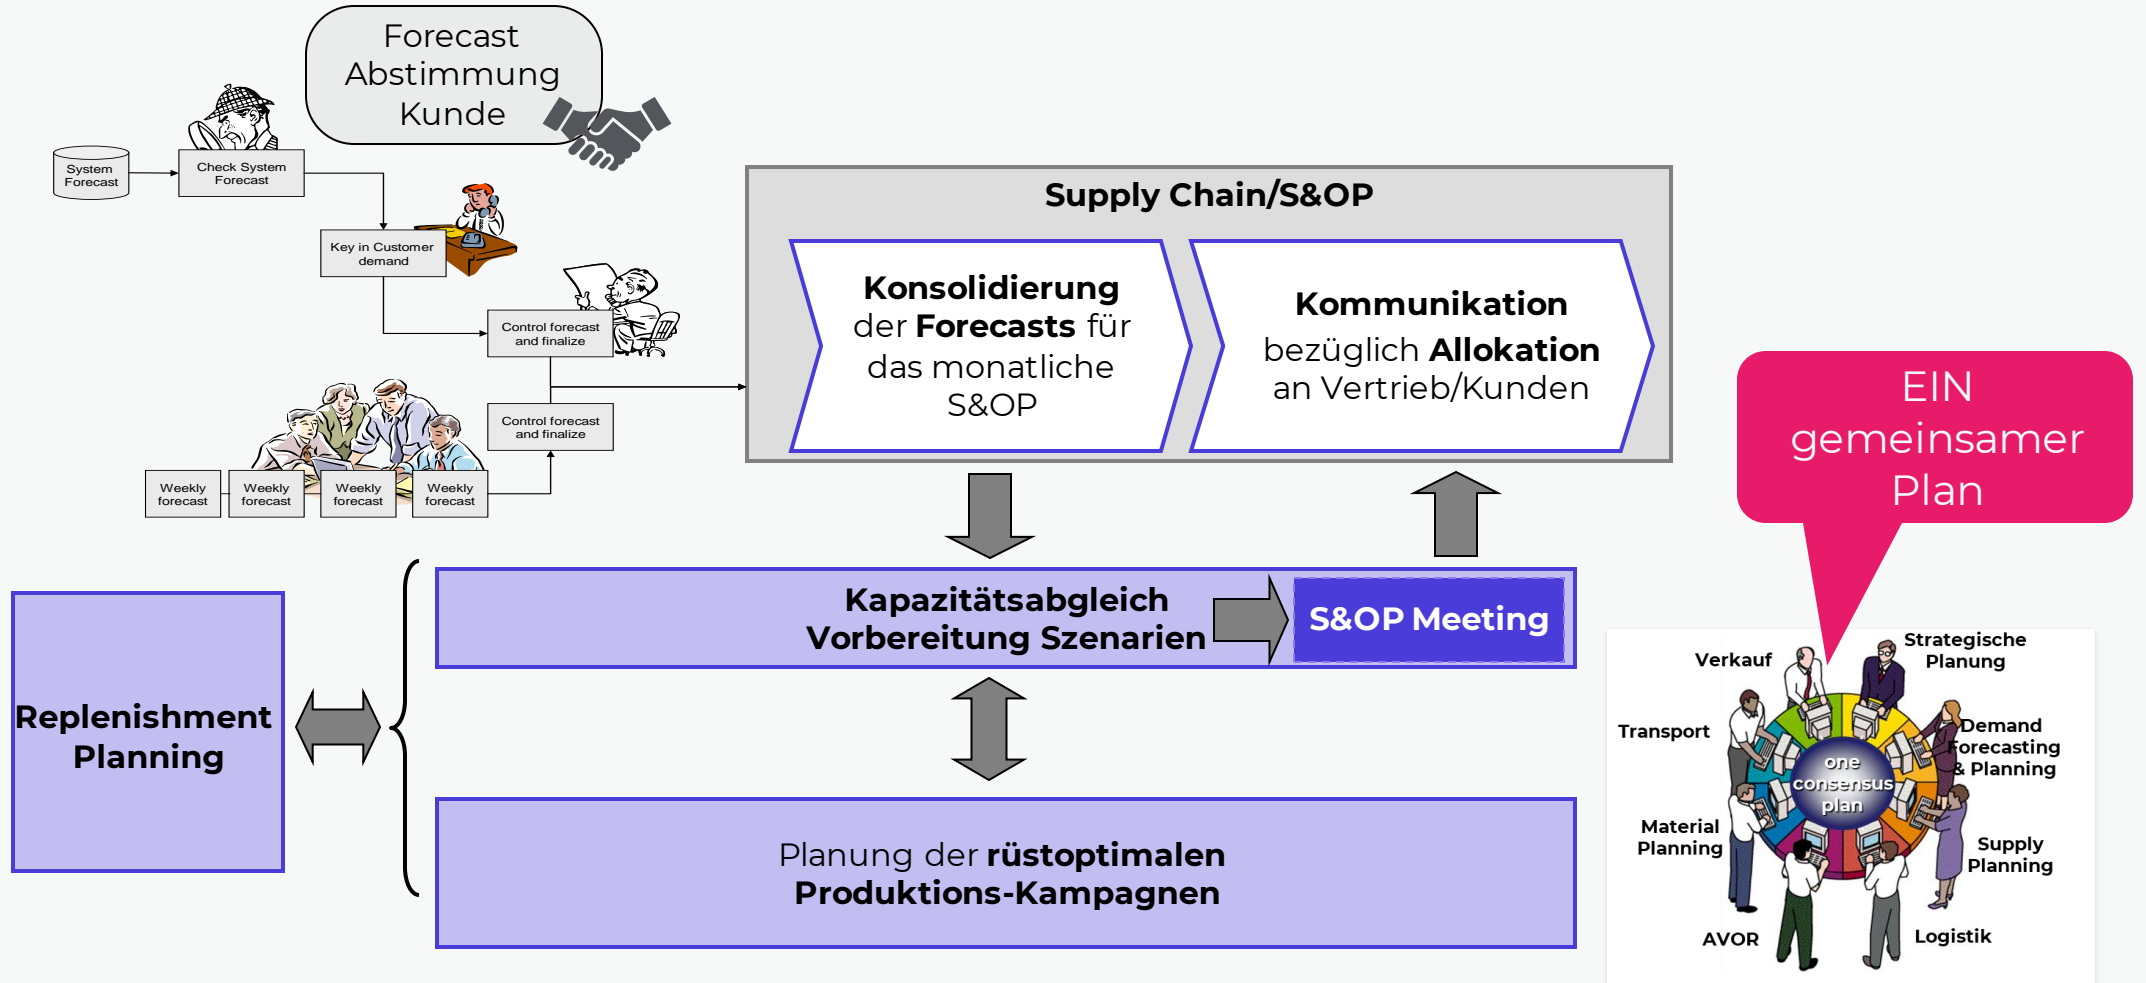 Forecast
Abstimmung
Kunde
System
Forecast
Check System
Forecast
Key in Customer
demand
Control forecast
and finalize
Control forecast
and finalize
Weekly
forecast
Weekly
forecast
Weekly
forecast
Weekly
forecast
Supply Chain/S&OP
Konsolidierung
der Forecasts für
das monatliche
S&OP
Kommunikation
bezüglich Allokation
an Vertrieb/Kunden
EIN
gemeinsamer
Plan
Kapazitätsabgleich
Vorbereitung Szenarien
S&OP Meeting
Replenishment
Planning
Planung der rüstoptimalen
Produktions-Kampagnen
Verkauf
Strategische
Planung
Transport
Demand
Forecasting
& Planning
one
consensus
plan
Material
Planning
Supply
Planning
AVOR
Logistik